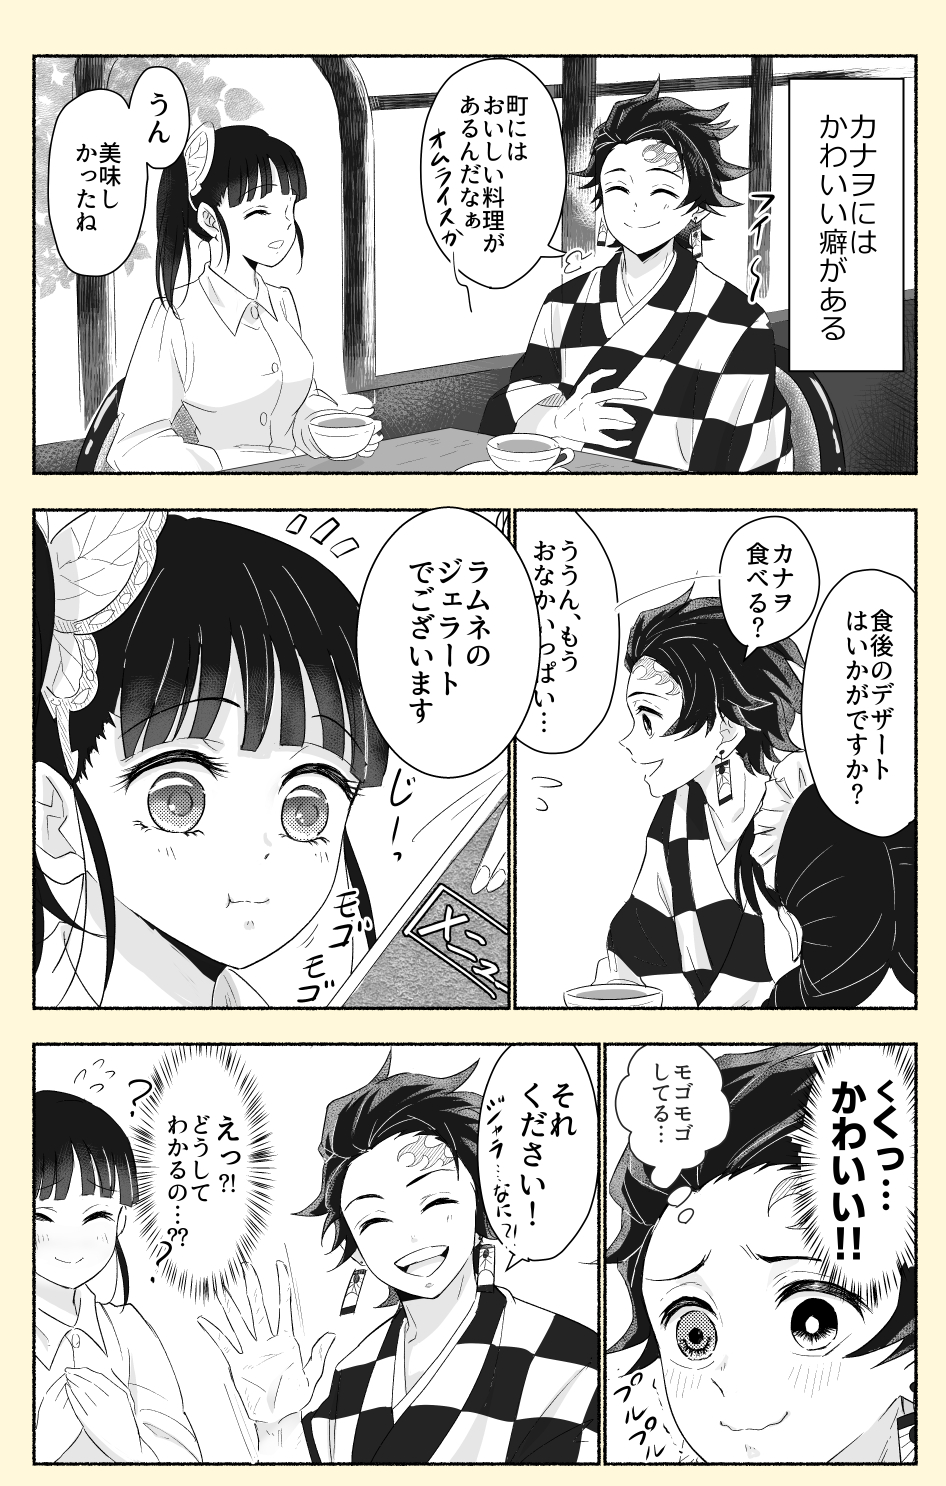 カナヲには
かわいい癖がある
フイ〜〜
町には
おいしい料理が
あるんだなぁ
オムライスか
うん
美味し
かったね
食後のデザート
はいかがですか？
カナヲ
食べる？
ううん、もう
おなかいっぱい…
ラムネの
ジェラート
でございます
じーっ
モゴ
モゴ
メニュ
くくっ…
かわいい!!
モゴモゴ
してる…
プル
プル
プル
それ
ください！
ジャラ…なに?!
えっ?!
どうして
わかるの…??
?
?